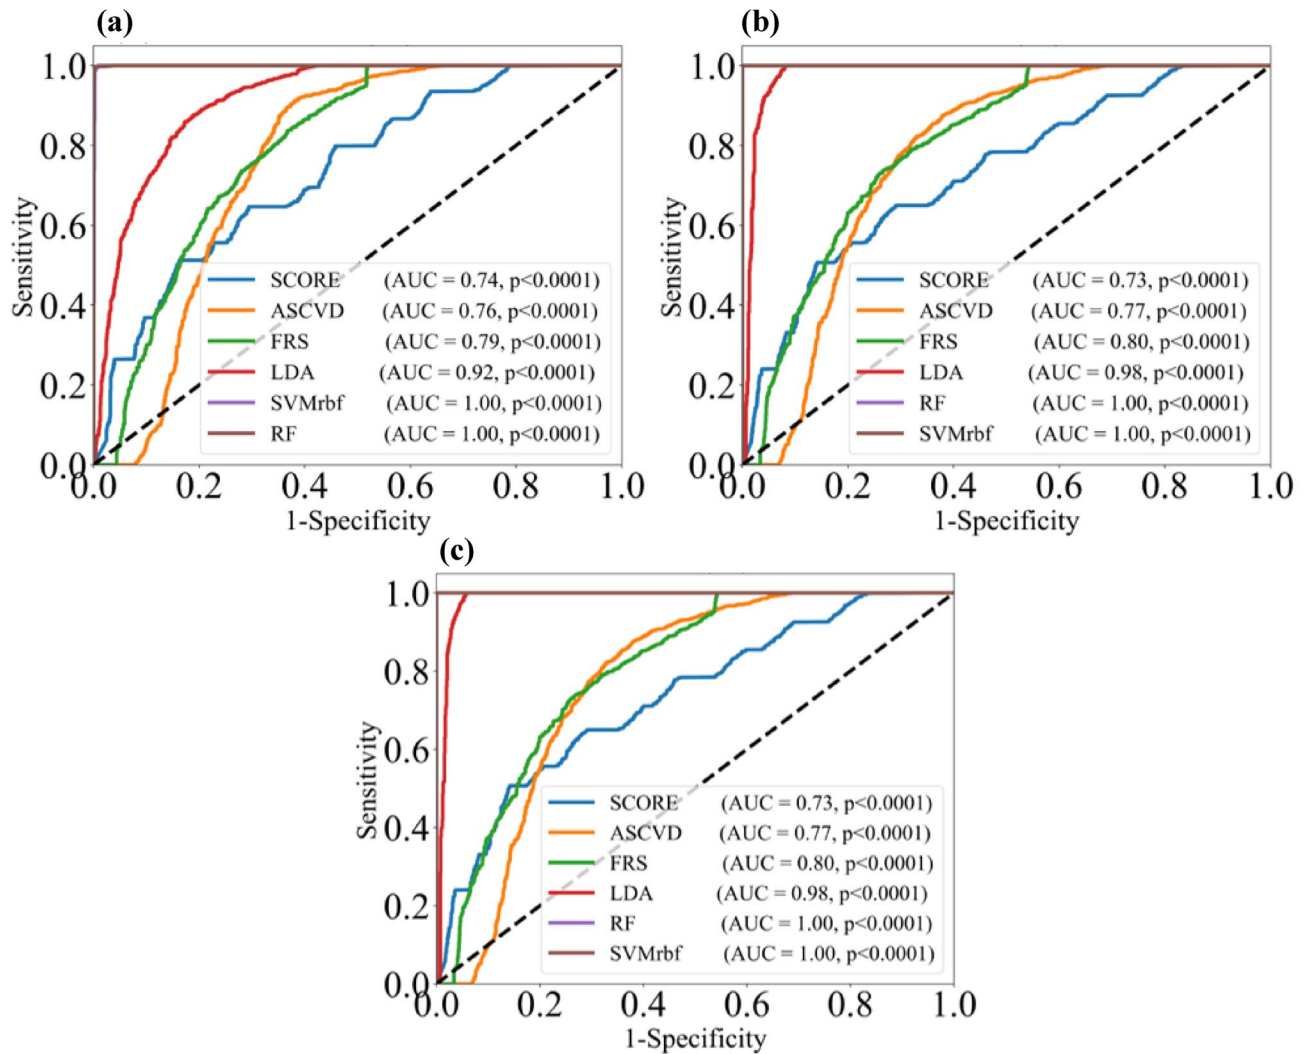 (a)
1.0
0.8
0.6
0.4
0.2
0.0
Sensitivity
SCORE (AUC = 0.74, p<0.0001)
ASCVD (AUC = 0.76, p<0.0001)
FRS (AUC = 0.79, p<0.0001)
LDA (AUC = 0.92, p<0.0001)
SVMrbf (AUC = 1.00, p<0.0001)
RF (AUC = 1.00, p<0.0001)
0.0 0.2 0.4 0.6 0.8 1.0
1-Specificity
(b)
1.0
0.8
0.6
0.4
0.2
0.0
Sensitivity
SCORE (AUC = 0.73, p<0.0001)
ASCVD (AUC = 0.77, p<0.0001)
FRS (AUC = 0.80, p<0.0001)
LDA (AUC = 0.98, p<0.0001)
RF (AUC = 1.00, p<0.0001)
SVMrbf (AUC = 1.00, p<0.0001)
0.0 0.2 0.4 0.6 0.8 1.0
1-Specificity
(c)
1.0
0.8
0.6
0.4
0.2
0.0
Sensitivity
SCORE (AUC = 0.73, p<0.0001)
ASCVD (AUC = 0.77, p<0.0001)
FRS (AUC = 0.80, p<0.0001)
LDA (AUC = 0.98, p<0.0001)
RF (AUC = 1.00, p<0.0001)
SVMrbf (AUC = 1.00, p<0.0001)
0.0 0.2 0.4 0.6 0.8 1.0
1-Specificity